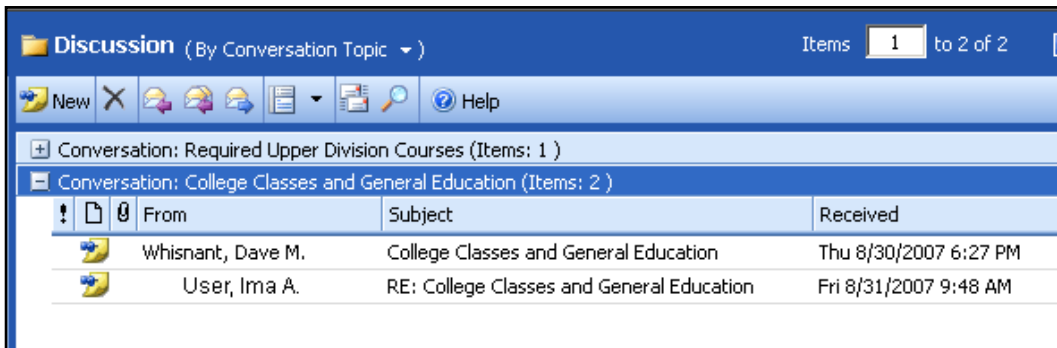 Discussion (By Conversation Topic ) Items 1 to 2 of 2
New Help
Conversation: Required Upper Division Courses (Items: 1 )
Conversation: College Classes and General Education (Items: 2 )
! From Subject Received
Whisnant, Dave M. College Classes and General Education Thu 8/30/2007 6:27 PM
User, Ima A. RE: College Classes and General Education Fri 8/31/2007 9:48 AM